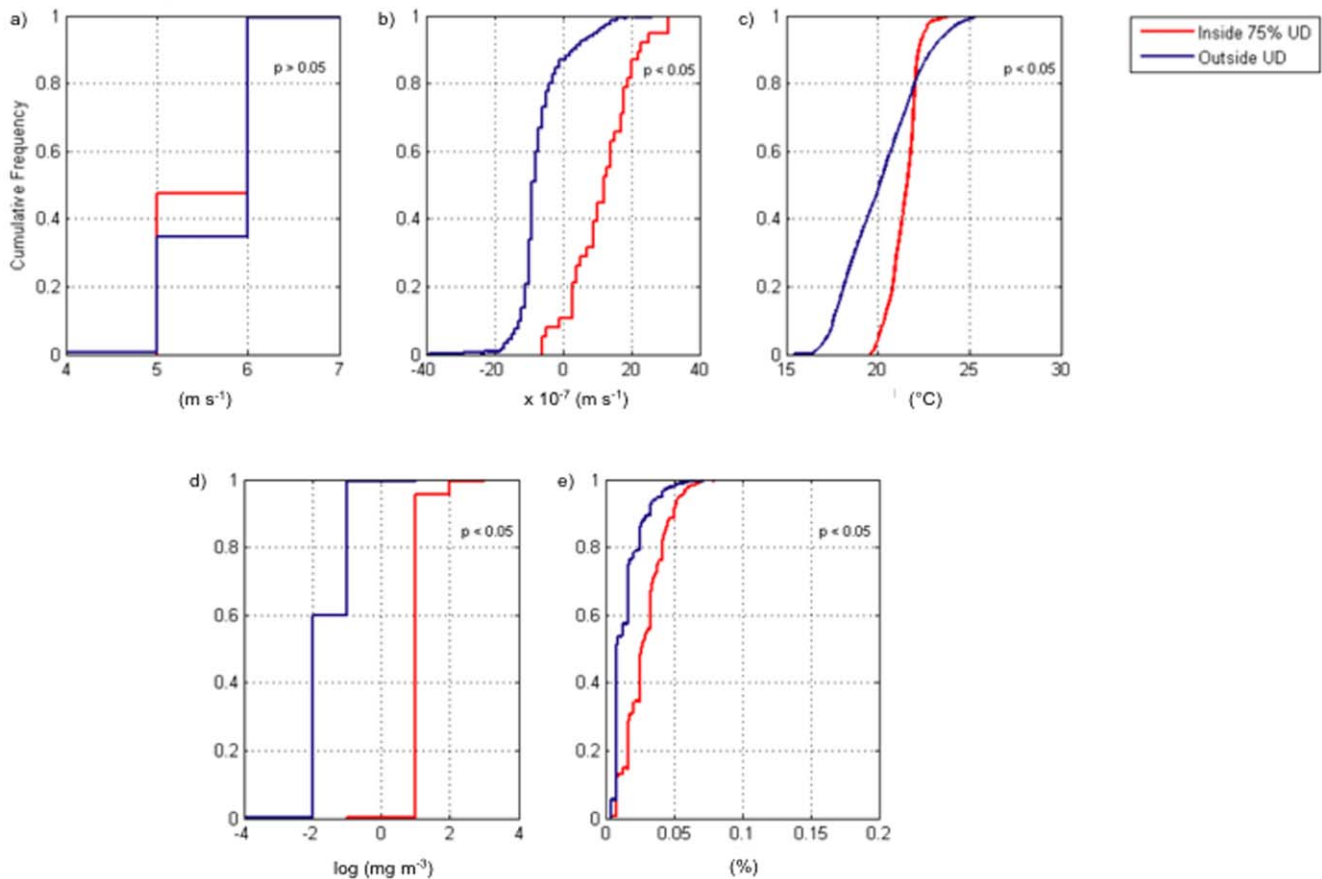 a)
1
0.8
0.6
0.4
0.2
0
Cumulative Frequency
p > 0.05
4 5 6 7
(m s⁻¹)
b)
1
0.8
0.6
0.4
0.2
0
p < 0.05
-40 -20 0 20 40
x 10⁻⁷ (m s⁻¹)
c)
1
0.8
0.6
0.4
0.2
0
p < 0.05
15 20 25 30
(°C)
Inside 75% UD
Outside UD
d)
1
0.8
0.6
0.4
0.2
0
p < 0.05
-4 -2 0 2 4
log (mg m⁻³)
e)
1
0.8
0.6
0.4
0.2
0
p < 0.05
0 0.05 0.1 0.15 0.2
(%)